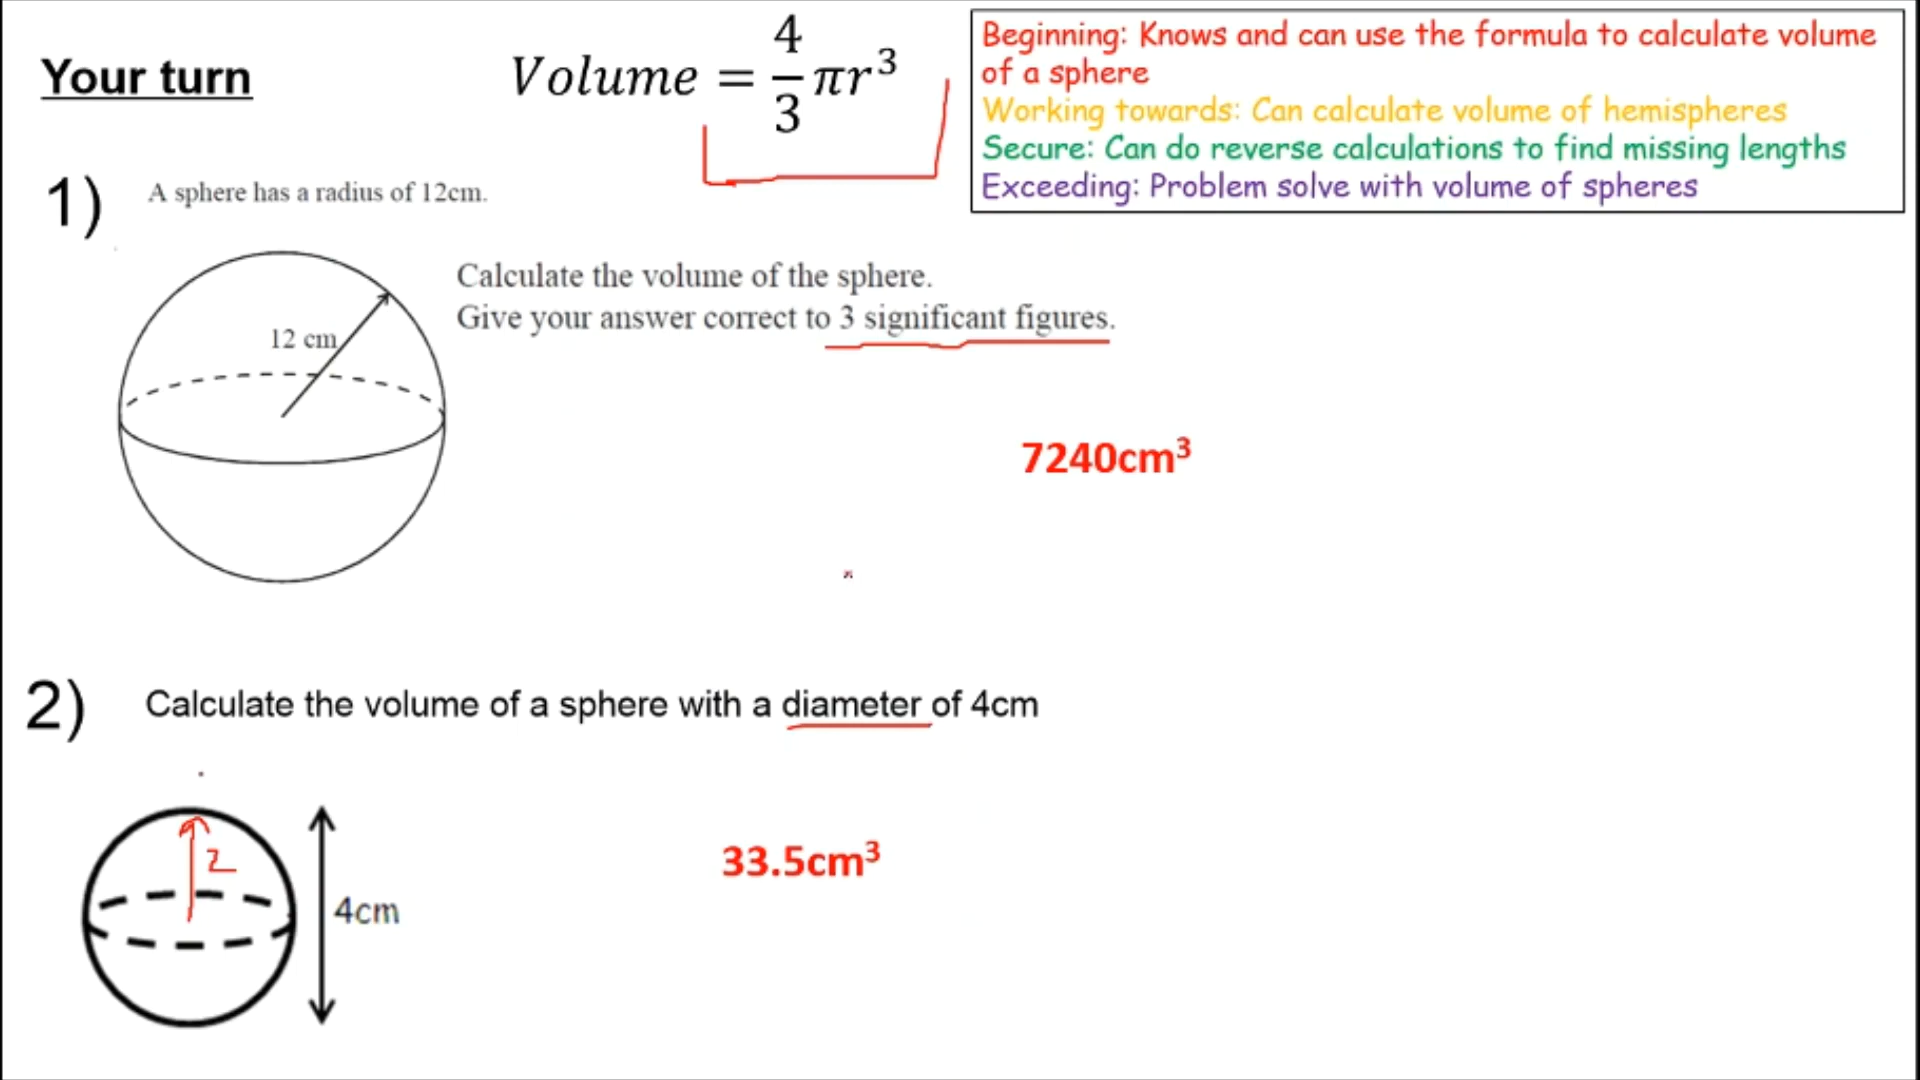 Your turn
Volume = 4/3 πr³
Beginning: Knows and can use the formula to calculate volume
of a sphere
Working towards: Can calculate volume of hemispheres
Secure: Can do reverse calculations to find missing lengths
Exceeding: Problem solve with volume of spheres
1)
A sphere has a radius of 12cm.
12 cm
Calculate the volume of the sphere.
Give your answer correct to 3 significant figures.
7240cm³
2)
Calculate the volume of a sphere with a diameter of 4cm
2
4cm
33.5cm³